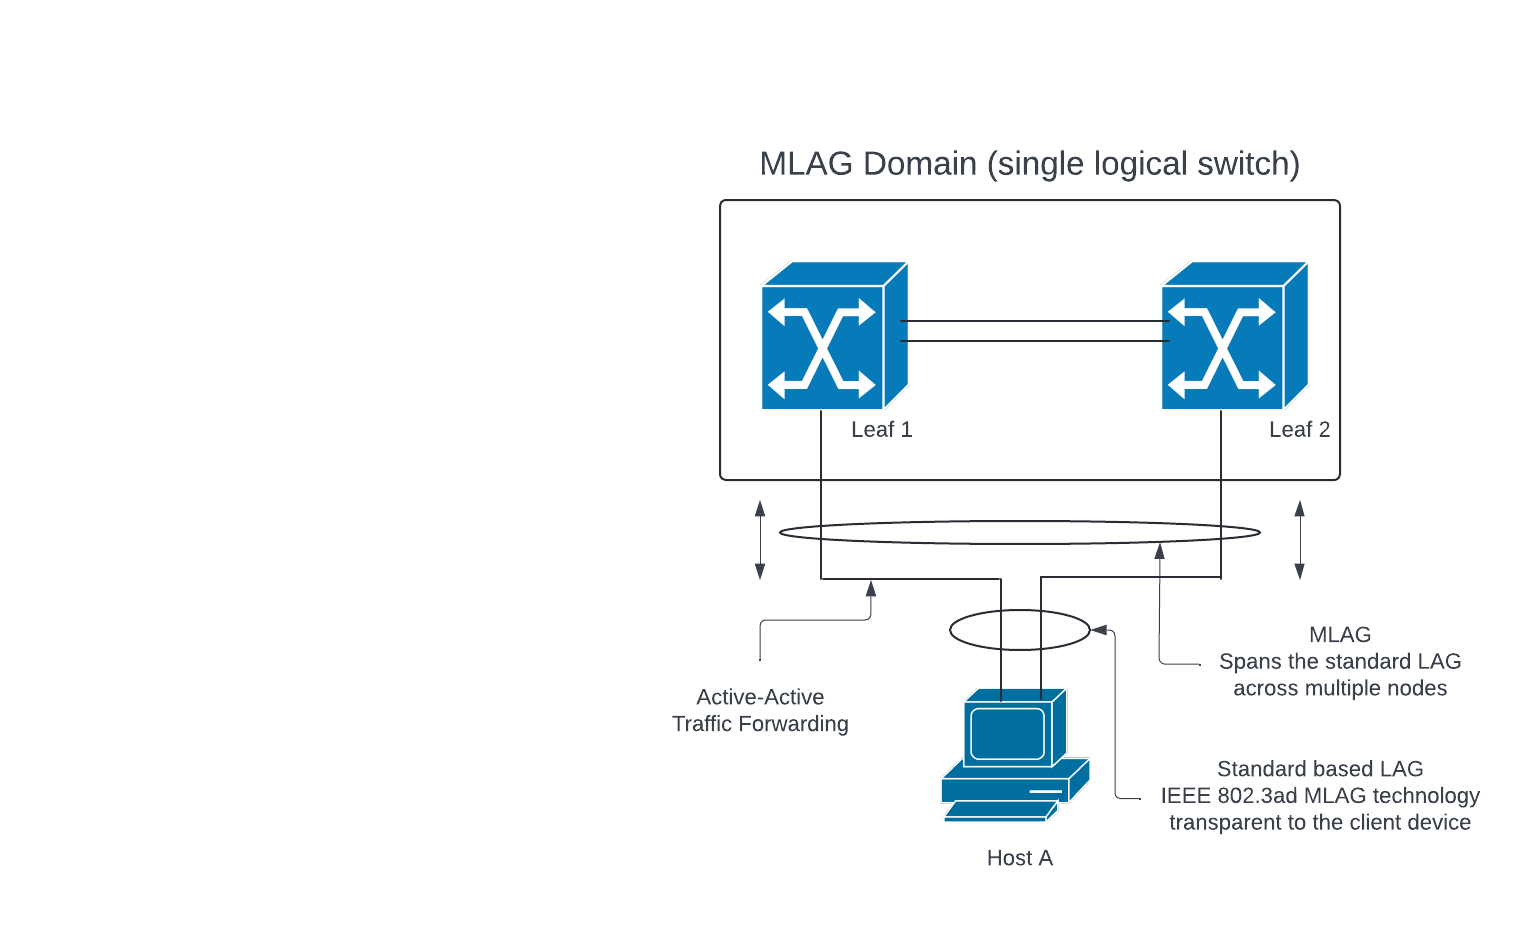 MLAG Domain (single logical switch)
Leaf 1
Leaf 2
MLAG
Spans the standard LAG
across multiple nodes
Active-Active
Traffic Forwarding
Standard based LAG
IEEE 802.3ad MLAG technology
transparent to the client device
Host A